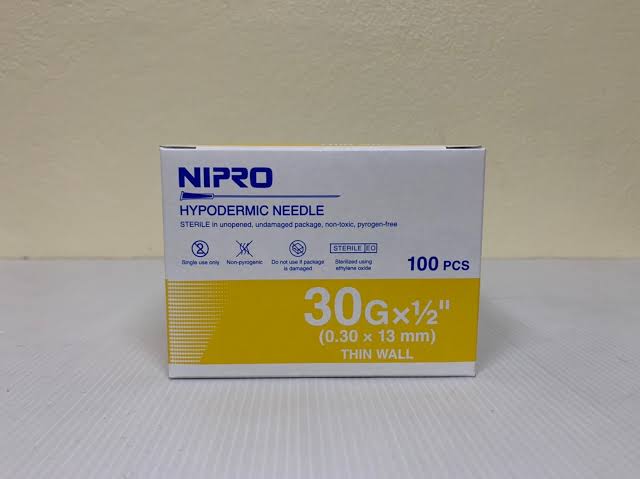 NIPRO
HYPODERMIC NEEDLE
STERILE in unopened, undamaged package, non-toxic, pyrogen-free
2
STERILE EO
Single use only Non-pyrogenic Do not use if package is damaged Sterilized using ethylene oxide
100 PCS
30G×½"
(0.30 × 13 mm)
THIN WALL